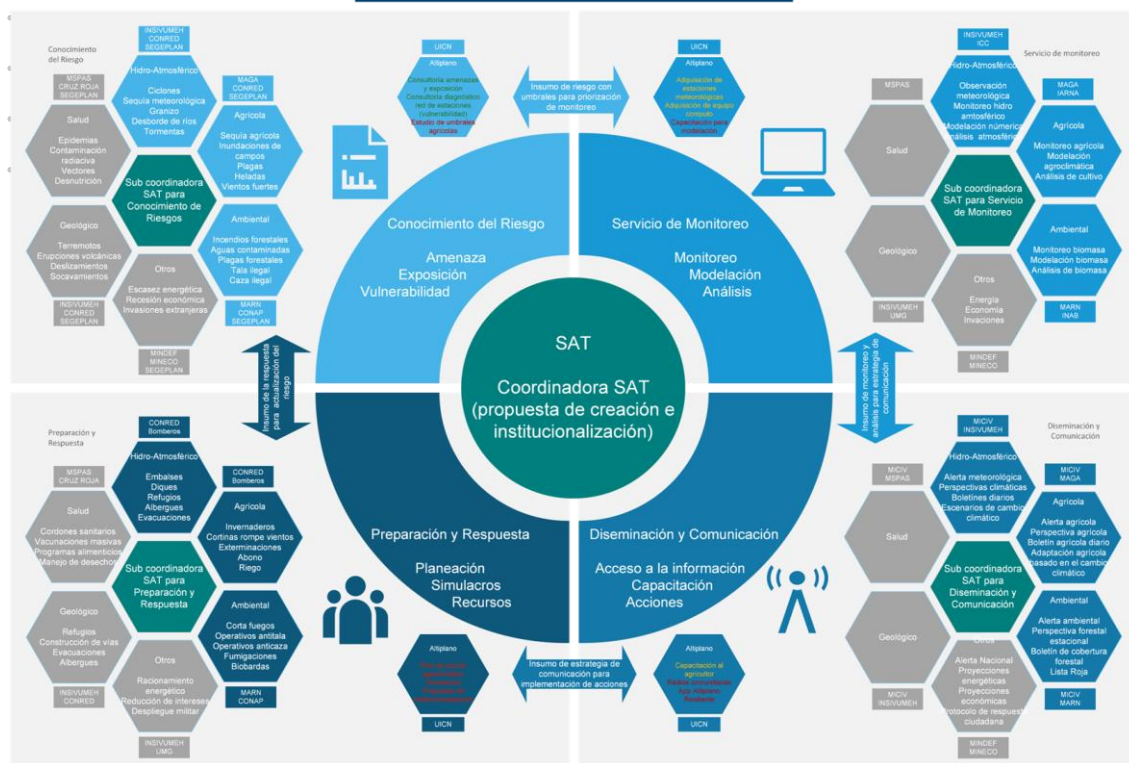 Conocimiento
del Riesgo
INSIVUMEH
CONRED
SEGEPLAN
Hidro-Atmosférico
Ciclones
Sequia meteorológica
Granizo
Desborde de ríos
Tormentas
MSPAS
CRUZ ROJA
SEGEPLAN
Salud
Epidemias
Contaminación
radiactiva
Vectores
Desnutrición
MAGA
CONRED
SEGEPLAN
Agrícola
Sequía agrícola
Inundaciones de
campos
Plagas
Heladas
Vientos fuertes
Sub coordinadora
SAT para
Conocimiento de
Riesgos
Geológico
Terremotos
Erupciones volcánicas
Deslizamientos
Socavamientos
INSIVUMEH
CONRED
SEGEPLAN
Ambiental
Incendios forestales
Aguas contaminadas
Plagas forestales
Tala ilegal
Caza ilegal
MARN
CONAP
SEGEPLAN
Otros
Escasez energética
Recesión económica
Invasiones extranjeras
MINDEF
MINECO
SEGEPLAN
UICN
Altiplano
Consultoría amenazas
y exposición
Consultoría diagnóstico
red de estaciones
(vulnerabilidad)
Estudio de umbrales
agrícolas
Insumo de riesgo con
umbrales para priorización
de monitoreo
UICN
Altiplano
Adquisición de
estaciones
meteorológicas
Adquisición de equipo
computo
Capacitación para
modelación
Servicio de monitoreo
INSIVUMEH
ICC
Hidro-Atmosférico
Observación
meteorológica
Monitoreo hidro
amtosférico
Modelación númerica
Análisis atmosférico
MSPAS
Salud
MAGA
IARNA
Agrícola
Monitoreo agrícola
Modelación
agroclimática
Análisis de cultivo
Sub coordinadora
SAT para Servicio
de Monitoreo
Geológico
INSIVUMEH
UMG
Ambiental
Monitoreo biomasa
Modelación biomasa
Análisis de biomasa
MARN
INAB
Otros
Energía
Economía
Invaciones
MINDEF
MINECO
Conocimiento del Riesgo
Amenaza
Exposición
Vulnerabilidad
Servicio de Monitoreo
Monitoreo
Modelación
Análisis
SAT
Coordinadora SAT
(propuesta de creación e
institucionalización)
Insumo de la respuesta
para actualización del
riesgo
Insumo de monitoreo y
análisis para estrategia de
comunicación
Preparación y Respuesta
Planeación
Simulacros
Recursos
Diseminación y Comunicación
Acceso a la información
Capacitación
Acciones
Preparación y
Respuesta
CONRED
Bomberos
Hidro-Atmosférico
Embalses
Diques
Refugios
Albergues
Evacuaciones
MSPAS
CRUZ ROJA
Salud
Cordones sanitarios
Vacunaciones masivas
Programas alimenticios
Manejo de desechos
CONRED
Bomberos
Agrícola
Invernaderos
Cortinas rompe vientos
Exterminaciones
Abono
Riego
Sub coordinadora
SAT para
Preparación y
Respuesta
Geológico
Refugios
Construcción de vías
Evacuaciones
Albergues
INSIVUMEH
CONRED
Ambiental
Corta fuegos
Operativos antitala
Operativos anticaza
Fumigaciones
Biobardas
MARN
CONAP
Otros
Racionamiento
energético
Reducción de intereses
Despliegue militar
INSIVUMEH
UMG
Altiplano
UICN
Insumo de estrategia de
comunicación para
implementación de acciones
Altiplano
Capacitación al
agricultor
App Altiplano
Resiliente
UICN
Diseminación y
Comunicación
MICIV
INSIVUMEH
Hidro-Atmosférico
Alerta meteorológica
Perspectivas climáticas
Boletines diarios
Escenarios de cambio
climático
MICIV
MSPAS
Salud
MICIV
MAGA
Agrícola
Alerta agrícola
Perspectiva agrícola
Boletín agrícola diario
Adaptación agrícola
basado en el cambio
climático
Sub coordinadora
SAT para
Diseminación y
Comunicación
Geológico
MICIV
INSIVUMEH
Ambiental
Alerta ambiental
Perspectiva forestal
estacional
Boletín de cobertura
forestal
Lista Roja
MICIV
MARN
Otros
Alerta Nacional
Proyecciones
energéticas
Proyecciones
económicas
Protocolo de respuesta
ciudadana
MINDEF
MINECO